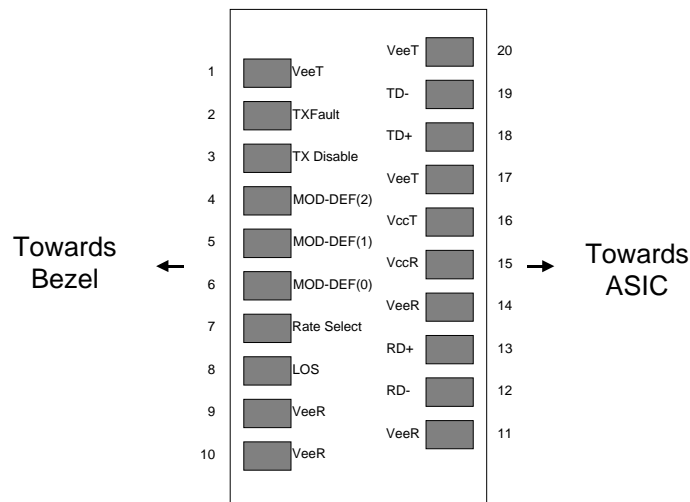 VeeT 20
1 VeeT
TD- 19
2 TXFault
TD+ 18
3 TX Disable
VeeT 17
4 MOD-DEF(2)
VccT 16
5 MOD-DEF(1)
Towards
Bezel
VccR 15
Towards
ASIC
6 MOD-DEF(0)
VeeR 14
7 Rate Select
RD+ 13
8 LOS
RD- 12
9 VeeR
VeeR 11
10 VeeR